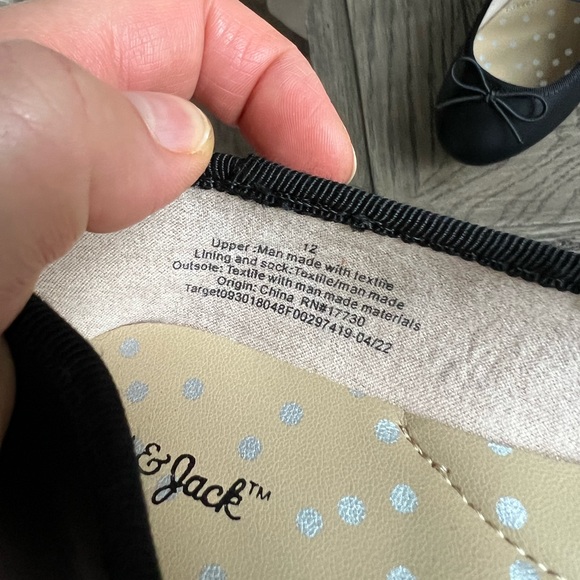 12
Upper :Man made with textile
Lining and sock:Textile/man made
Outsole: Textile with man made materials
Origin: China RN#17730
Target093018048F00297419-04/22
& Jack™